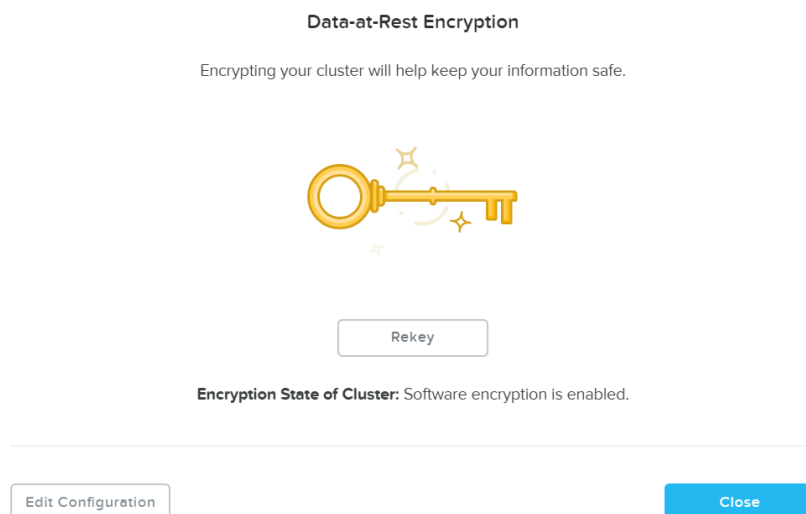 Data-at-Rest Encryption
Encrypting your cluster will help keep your information safe.
Rekey
Encryption State of Cluster: Software encryption is enabled.
Edit Configuration
Close